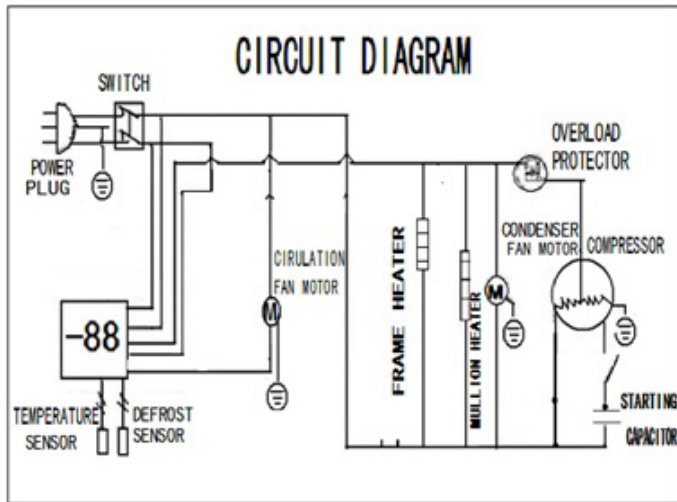 CIRCUIT DIAGRAM
SWITCH
POWER
PLUG
OVERLOAD
PROTECTOR
CIRULATION
FAN MOTOR
M
FRAME HEATER
MULLION HEATER
CONDENSER
FAN MOTOR
M
COMPRESSOR
-88
TEMPERATURE
SENSOR
DEFROST
SENSOR
STARTING
CAPACITOR